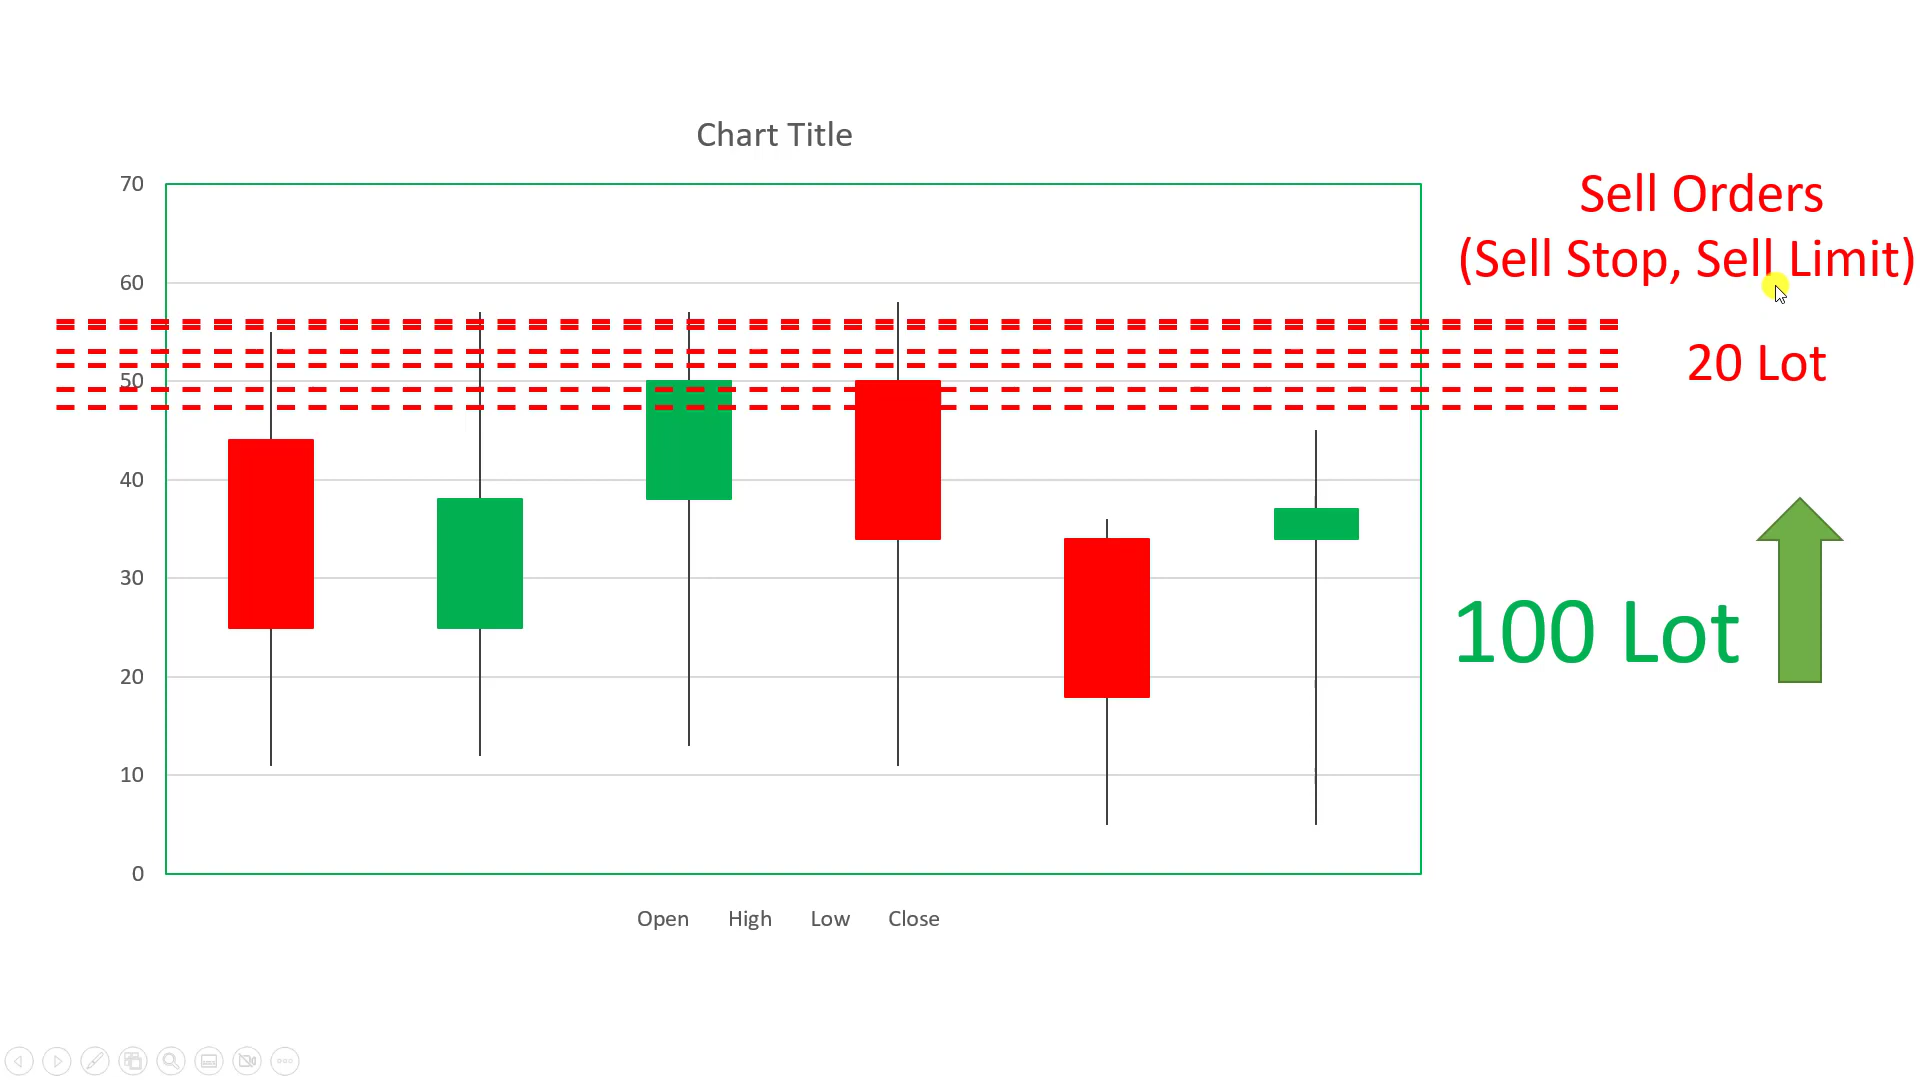 Chart Title
70
60
50
40
30
20
10
0
Open High Low Close
Sell Orders
(Sell Stop, Sell Limit)
20 Lot
100 Lot